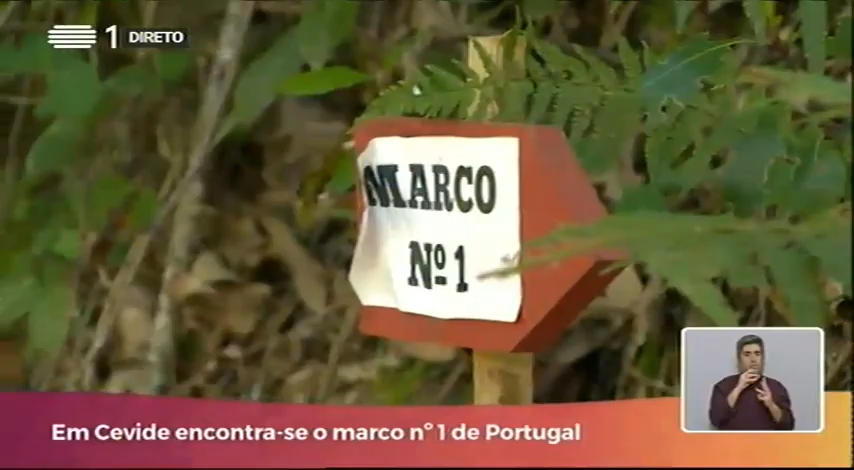 1 DIRETO
MARCO
Nº 1
Em Cevide encontra-se o marco nº 1 de Portugal